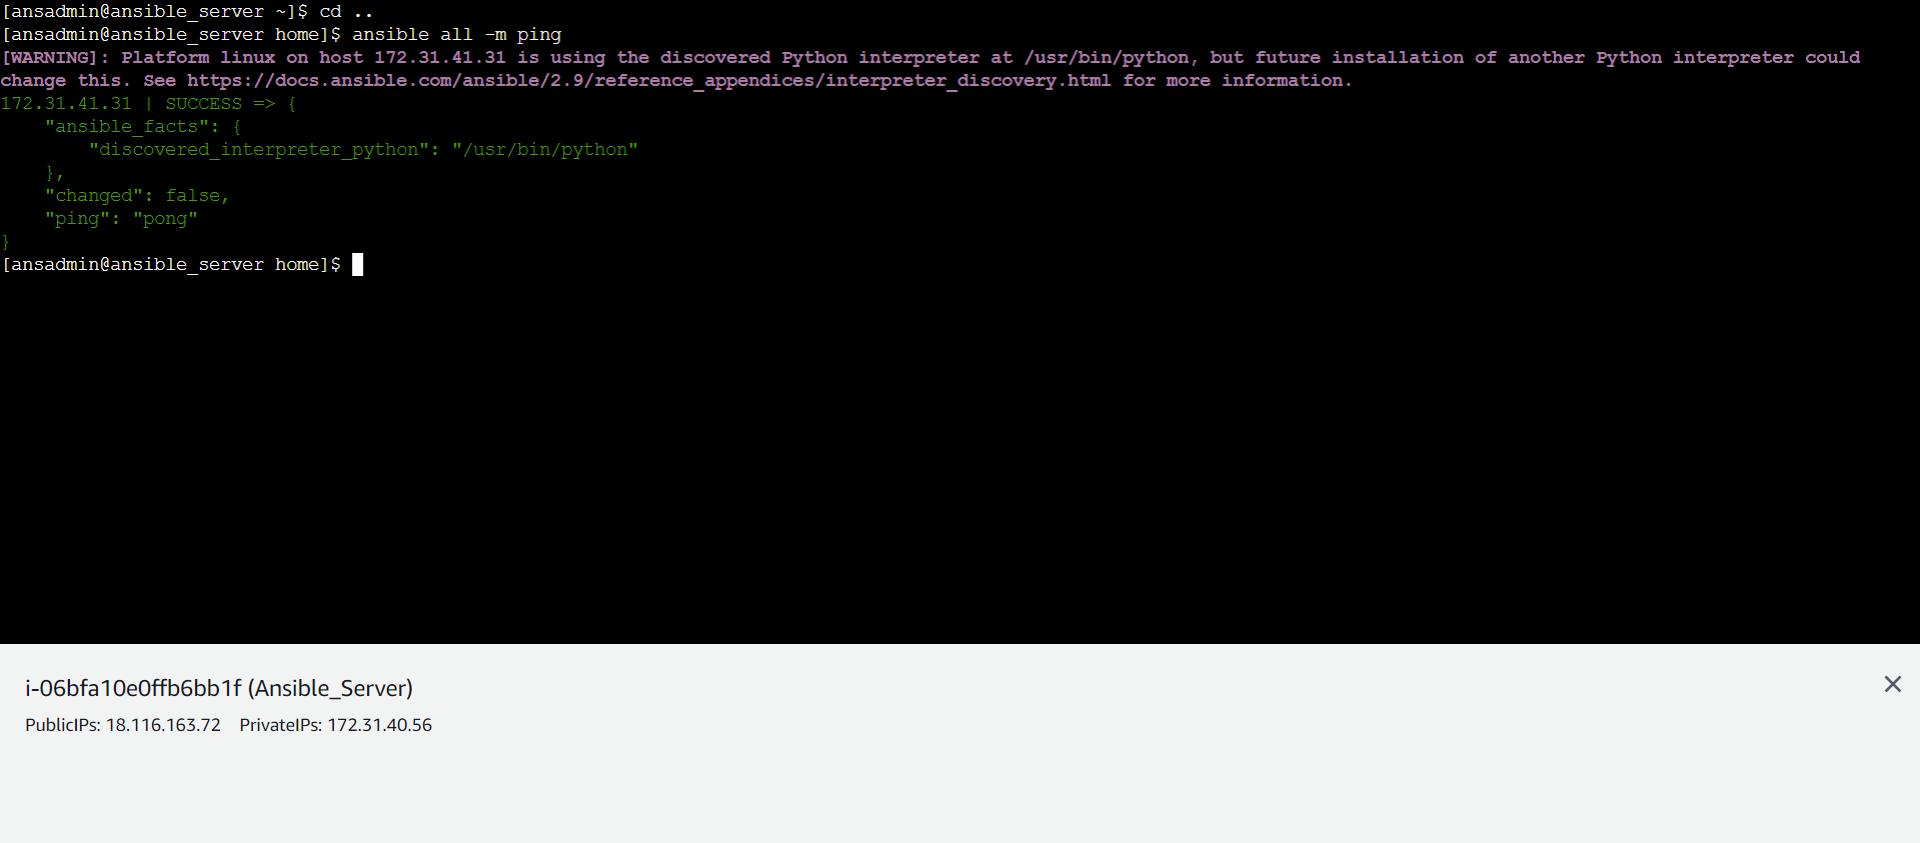 [ansadmin@ansible_server ~]$ cd ..
[ansadmin@ansible_server home]$ ansible all -m ping
[WARNING]: Platform linux on host 172.31.41.31 is using the discovered Python interpreter at /usr/bin/python, but future installation of another Python interpreter could
change this. See https://docs.ansible.com/ansible/2.9/reference_appendices/interpreter_discovery.html for more information.
172.31.41.31 | SUCCESS => {
    "ansible_facts": {
        "discovered_interpreter_python": "/usr/bin/python"
    },
    "changed": false,
    "ping": "pong"
}
[ansadmin@ansible_server home]$
i-06bfa10e0ffb6bb1f (Ansible_Server)
PublicIPs: 18.116.163.72 PrivateIPs: 172.31.40.56